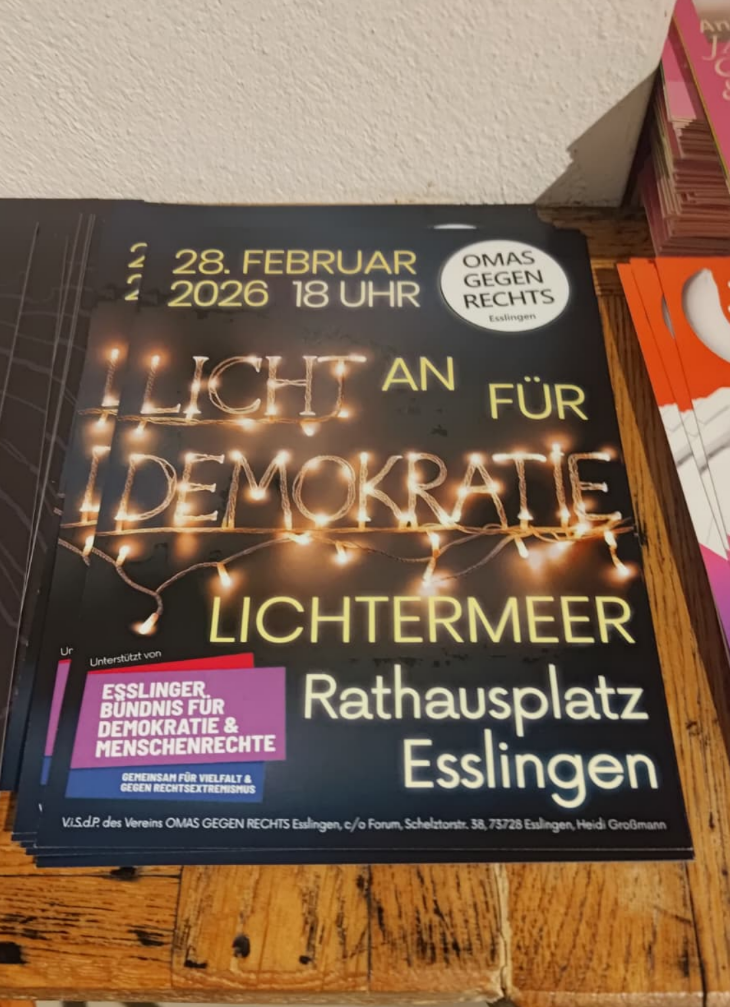 28. FEBRUAR
2026 18 UHR
OMAS
GEGEN
RECHTS
Esslingen
LICHT AN FÜR
DEMOKRATIE
LICHTERMEER
Rathausplatz
Esslingen
Unterstützt von
ESSLINGER
BÜNDNIS FÜR
DEMOKRATIE &
MENSCHENRECHTE
GEMEINSAM FÜR VIELFALT &
GEGEN RECHTSEXTREMISMUS
V.i.S.d.P. des Vereins OMAS GEGEN RECHTS Esslingen, c/o Forum, Schelztorstr. 38, 73728 Esslingen, Heidi Großmann